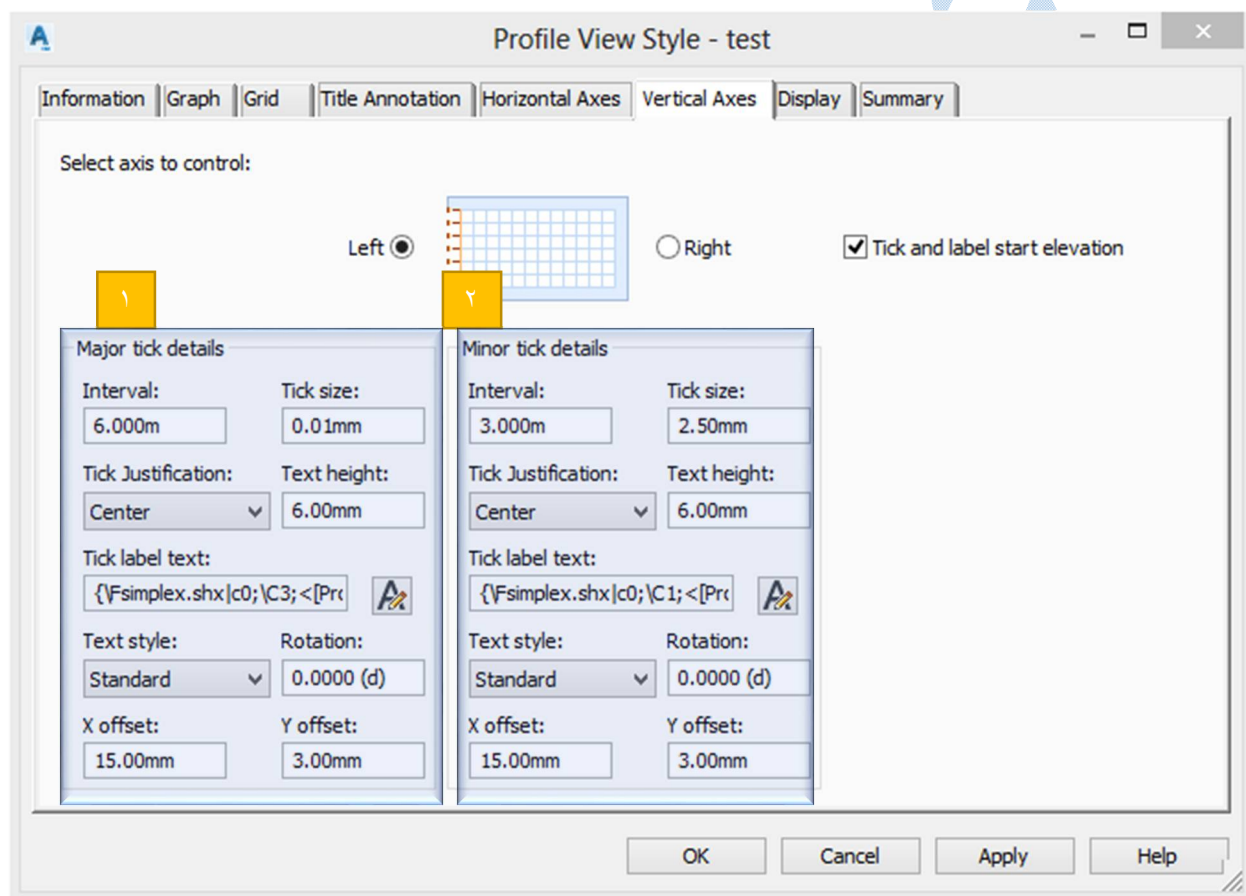 Profile View Style - test
Information Graph Grid Title Annotation Horizontal Axes Vertical Axes Display Summary
Select axis to control:
Left Right Tick and label start elevation
١ ٢
Major tick details Minor tick details
Interval: Tick size: Interval: Tick size:
6.000m 0.01mm 3.000m 2.50mm
Tick Justification: Text height: Tick Justification: Text height:
Center 6.00mm Center 6.00mm
Tick label text: Tick label text:
{\Fsimplex.shx|c0;\C3;<[Pro {\Fsimplex.shx|c0;\C1;<[Pro
Text style: Rotation: Text style: Rotation:
Standard 0.0000 (d) Standard 0.0000 (d)
X offset: Y offset: X offset: Y offset:
15.00mm 3.00mm 15.00mm 3.00mm
OK Cancel Apply Help